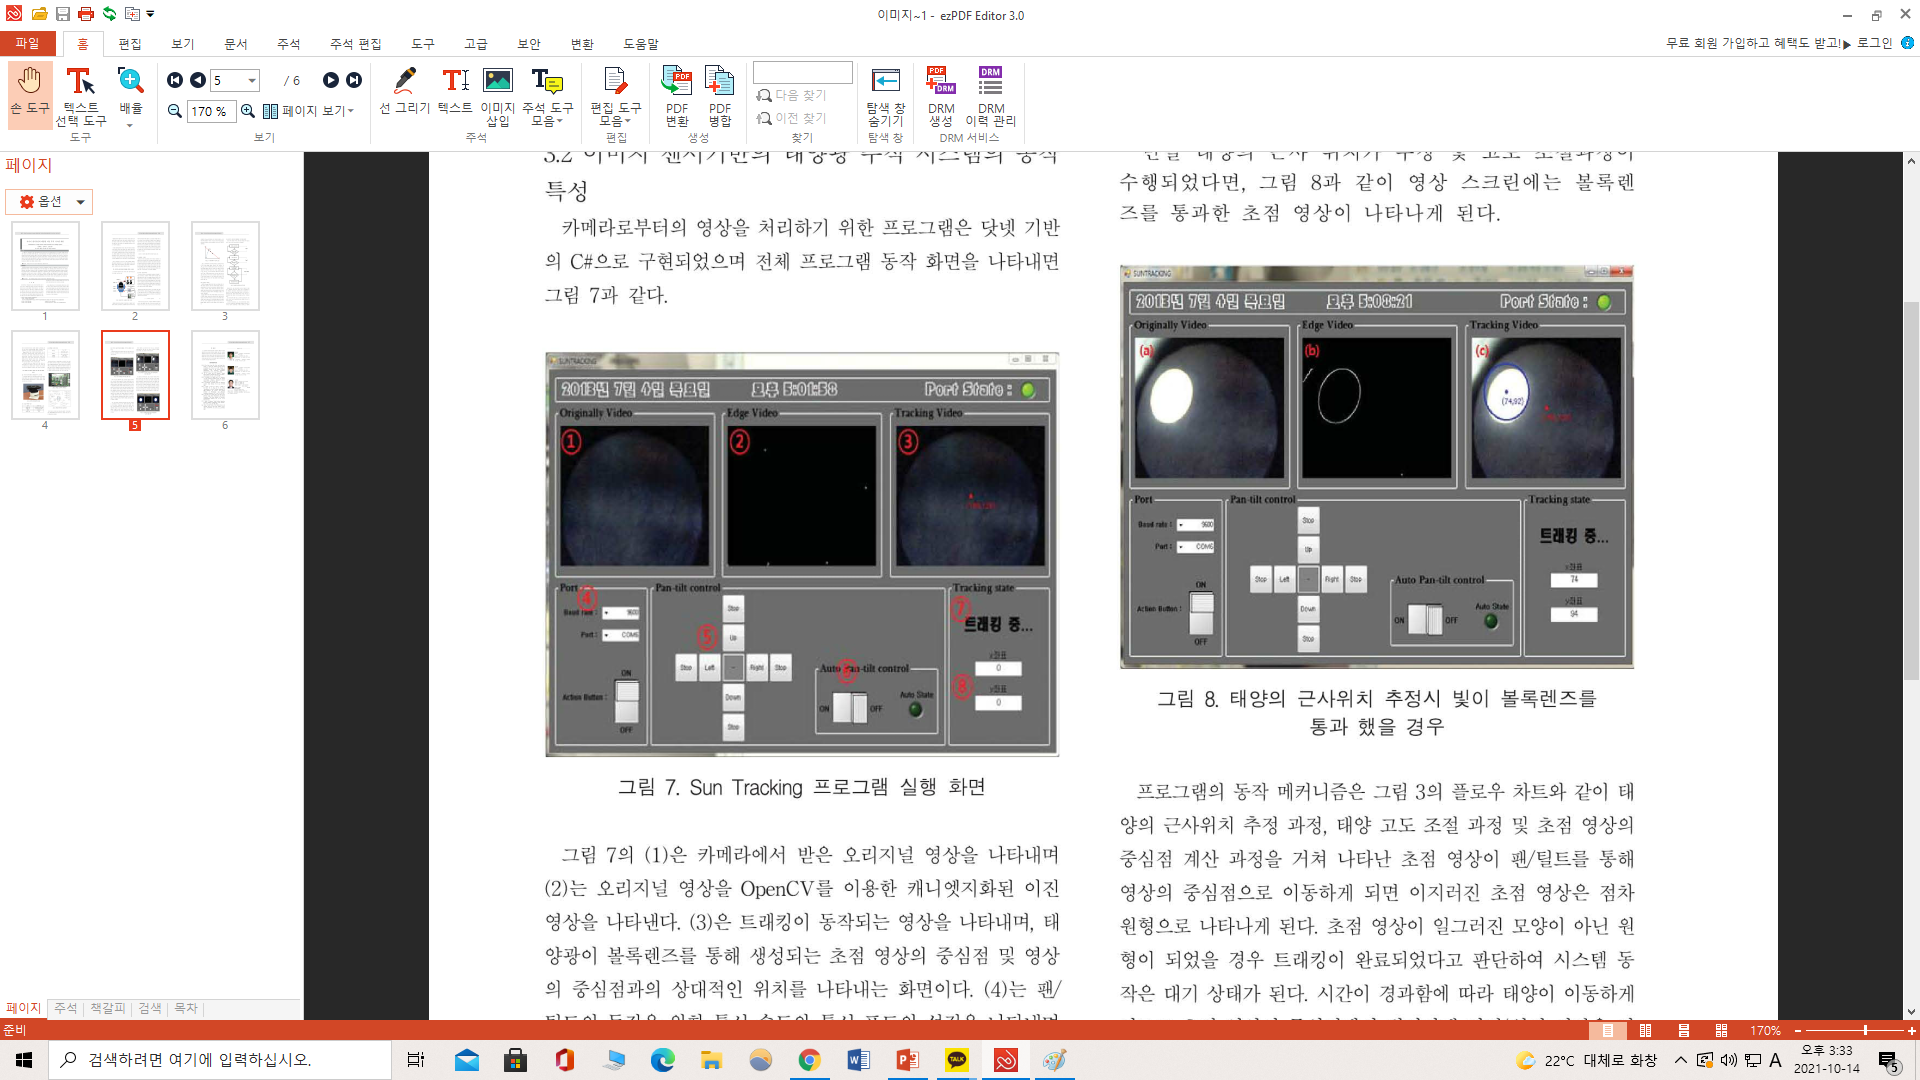 이미지~1 - ezPDF Editor 3.0
파일 홈 편집 보기 문서 주석 주석 편집 도구 고급 보안 변환 도움말
무료 회원 가입하고 혜택도 받고! 로그인
5 / 6
170 %
페이지 보기
손 도구
텍스트 선택 도구
배율
선 그리기
텍스트
이미지 삽입
주석 도구 모음
편집 도구 모음
PDF 변환
PDF 병합
다음 찾기
이전 찾기
탐색 창 숨기기
DRM 생성
DRM 이력 관리
도구 보기 주석 편집 생성 찾기 탐색 창 DRM 서비스
페이지
옵션
1 2 3
4 5 6
페이지 주석 책갈피 검색 목차
3.2 이미지 센서기반의 태양광 추적 시스템의 동작
특성
카메라로부터의 영상을 처리하기 위한 프로그램은 닷넷 기반
의 C#으로 구현되었으며 전체 프로그램 동작 화면을 나타내면
그림 7과 같다.
SUNTRACKING
2013년 7월 4일 목요일 오후 5:01:38 Port State :
Originally Video Edge Video Tracking Video
① ② ③
Port Pan-tilt control Tracking state
④ ⑤ ⑦
Baud rate : 9600
Port : COM6
트래킹 중...
Stop
Up
Stop Left Right Stop
Down
Stop
ON
Action Button :
OFF
Auto Pan-tilt control
Auto State
ON OFF
x좌표
0
⑧ y좌표
0
그림 7. Sun Tracking 프로그램 실행 화면
그림 7의 (1)은 카메라에서 받은 오리지널 영상을 나타내며
(2)는 오리지널 영상을 OpenCV를 이용한 캐니엣지화된 이진
영상을 나타낸다. (3)은 트래킹이 동작되는 영상을 나타내며, 태
양광이 볼록렌즈를 통해 생성되는 초점 영상의 중심점 및 영상
의 중심점과의 상대적인 위치를 나타내는 화면이다. (4)는 팬/
수행되었다면, 그림 8과 같이 영상 스크린에는 볼록렌
즈를 통과한 초점 영상이 나타나게 된다.
SUNTRACKING
2013년 7월 4일 목요일 오후 5:08:21 Port State :
Originally Video Edge Video Tracking Video
(a) (b) (c)
(74,92)
Port Pan-tilt control Tracking state
Baud rate : 9600
Port : COM6
트래킹 중...
Stop
Up
Stop Left Right Stop
Down
Stop
ON
Action Button :
OFF
Auto Pan-tilt control
Auto State
ON OFF
x좌표
74
y좌표
94
그림 8. 태양의 근사위치 추정시 빛이 볼록렌즈를
통과 했을 경우
프로그램의 동작 메커니즘은 그림 3의 플로우 차트와 같이 태
양의 근사위치 추정 과정, 태양 고도 조절 과정 및 초점 영상의
중심점 계산 과정을 거쳐 나타난 초점 영상이 팬/틸트를 통해
영상의 중심점으로 이동하게 되면 이지러진 초점 영상은 점차
원형으로 나타나게 된다. 초점 영상이 일그러진 모양이 아닌 원
형이 되었을 경우 트래킹이 완료되었다고 판단하여 시스템 동
작은 대기 상태가 된다. 시간이 경과함에 따라 태양이 이동하게
준비
170%
검색하려면 여기에 입력하십시오.
22°C 대체로 화창
A
오후 3:33
2021-10-14
5